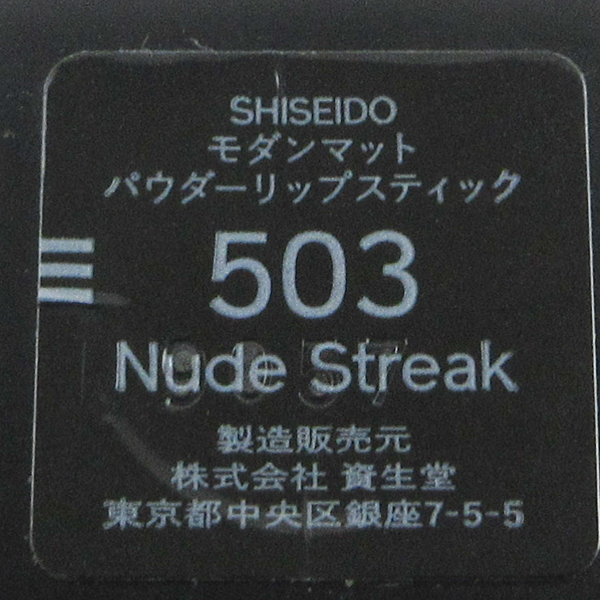 SHISEIDO
モダンマット
パウダーリップスティック
503
Nude Streak
製造販売元
株式会社 資生堂
東京都中央区銀座7-5-5